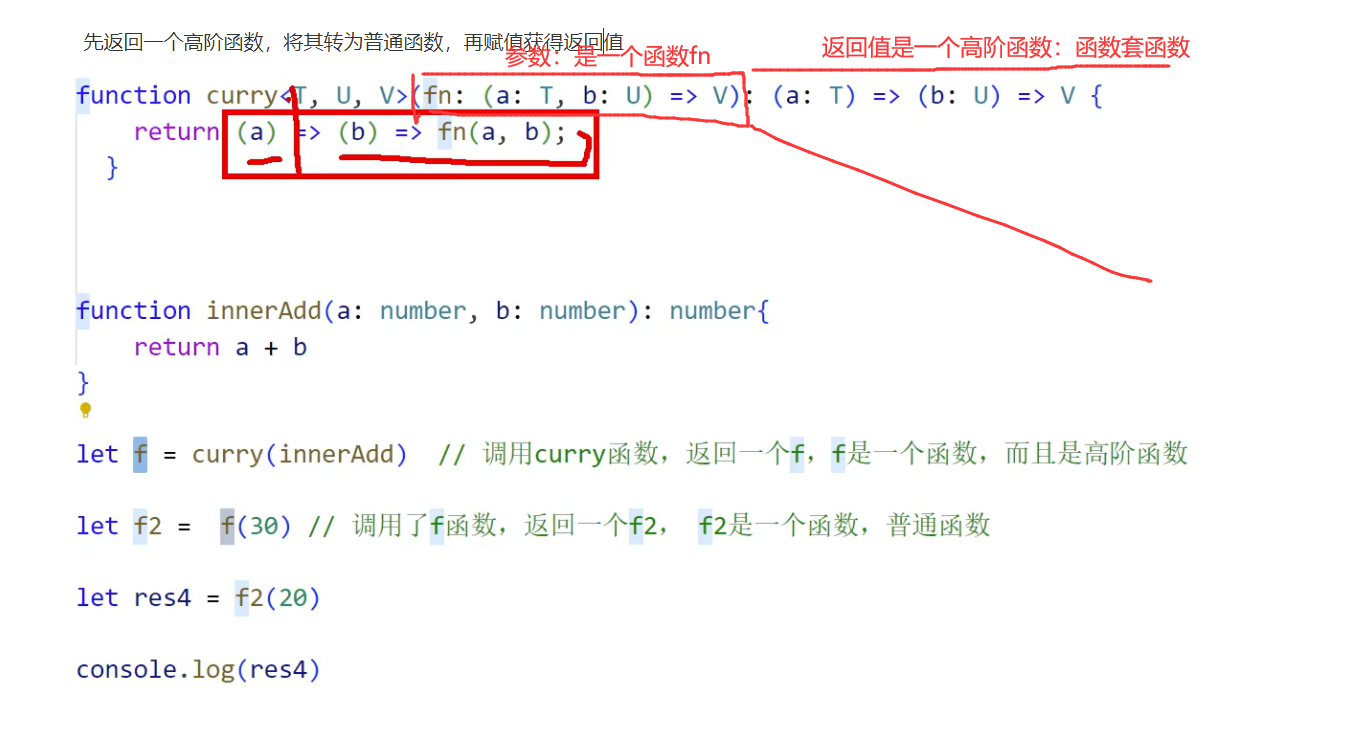 先返回一个高阶函数，将其转为普通函数，再赋值获得返回值
参数：是一个函数fn
返回值是一个高阶函数：函数套函数
function curry<T, U, V>(fn: (a: T, b: U) => V): (a: T) => (b: U) => V {
return (a) => (b) => fn(a, b);
}
function innerAdd(a: number, b: number): number{
return a + b
}
let f = curry(innerAdd) // 调用curry函数，返回一个f，f是一个函数，而且是高阶函数
let f2 = f(30) // 调用了f函数，返回一个f2， f2是一个函数，普通函数
let res4 = f2(20)
console.log(res4)